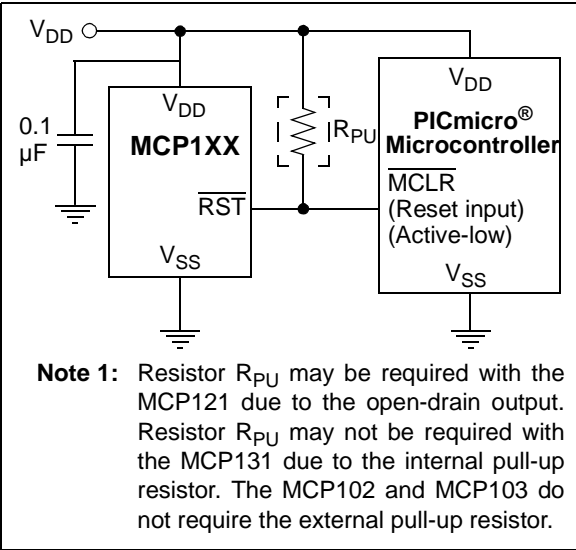 VDD
VDD
VDD
0.1
µF
MCP1XX
RPU
PICmicro®
Microcontroller
RST
MCLR
(Reset input)
(Active-low)
VSS
VSS
Note 1: Resistor RPU may be required with the
MCP121 due to the open-drain output.
Resistor RPU may not be required with
the MCP131 due to the internal pull-up
resistor. The MCP102 and MCP103 do
not require the external pull-up resistor.